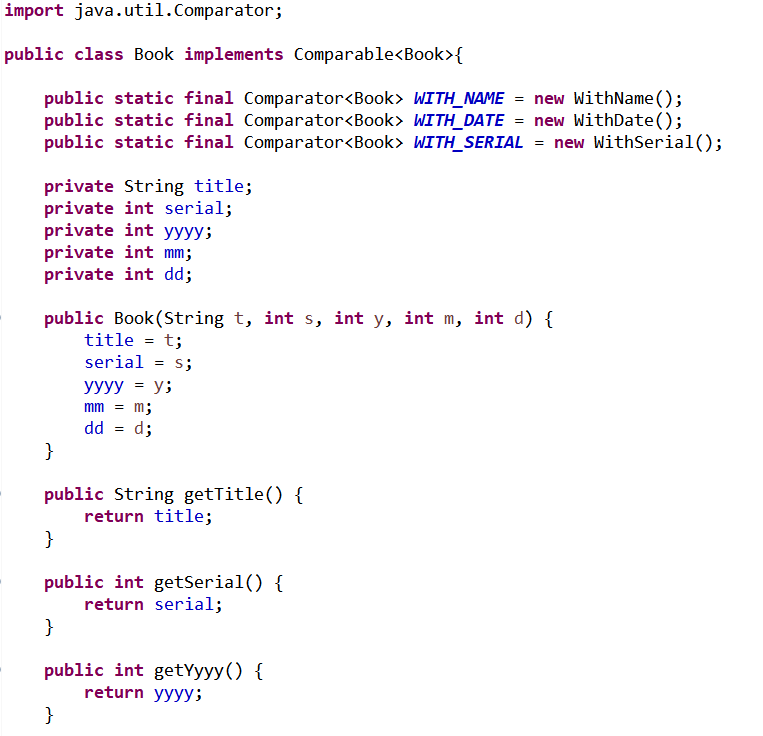 import java.util.Comparator;
public class Book implements Comparable<Book>{
public static final Comparator<Book> WITH_NAME = new WithName();
public static final Comparator<Book> WITH_DATE = new WithDate();
public static final Comparator<Book> WITH_SERIAL = new WithSerial();
private String title;
private int serial;
private int yyyy;
private int mm;
private int dd;
public Book(String t, int s, int y, int m, int d) {
title = t;
serial = s;
yyyy = y;
mm = m;
dd = d;
}
public String getTitle() {
return title;
}
public int getSerial() {
return serial;
}
public int getYyyy() {
return yyyy;
}